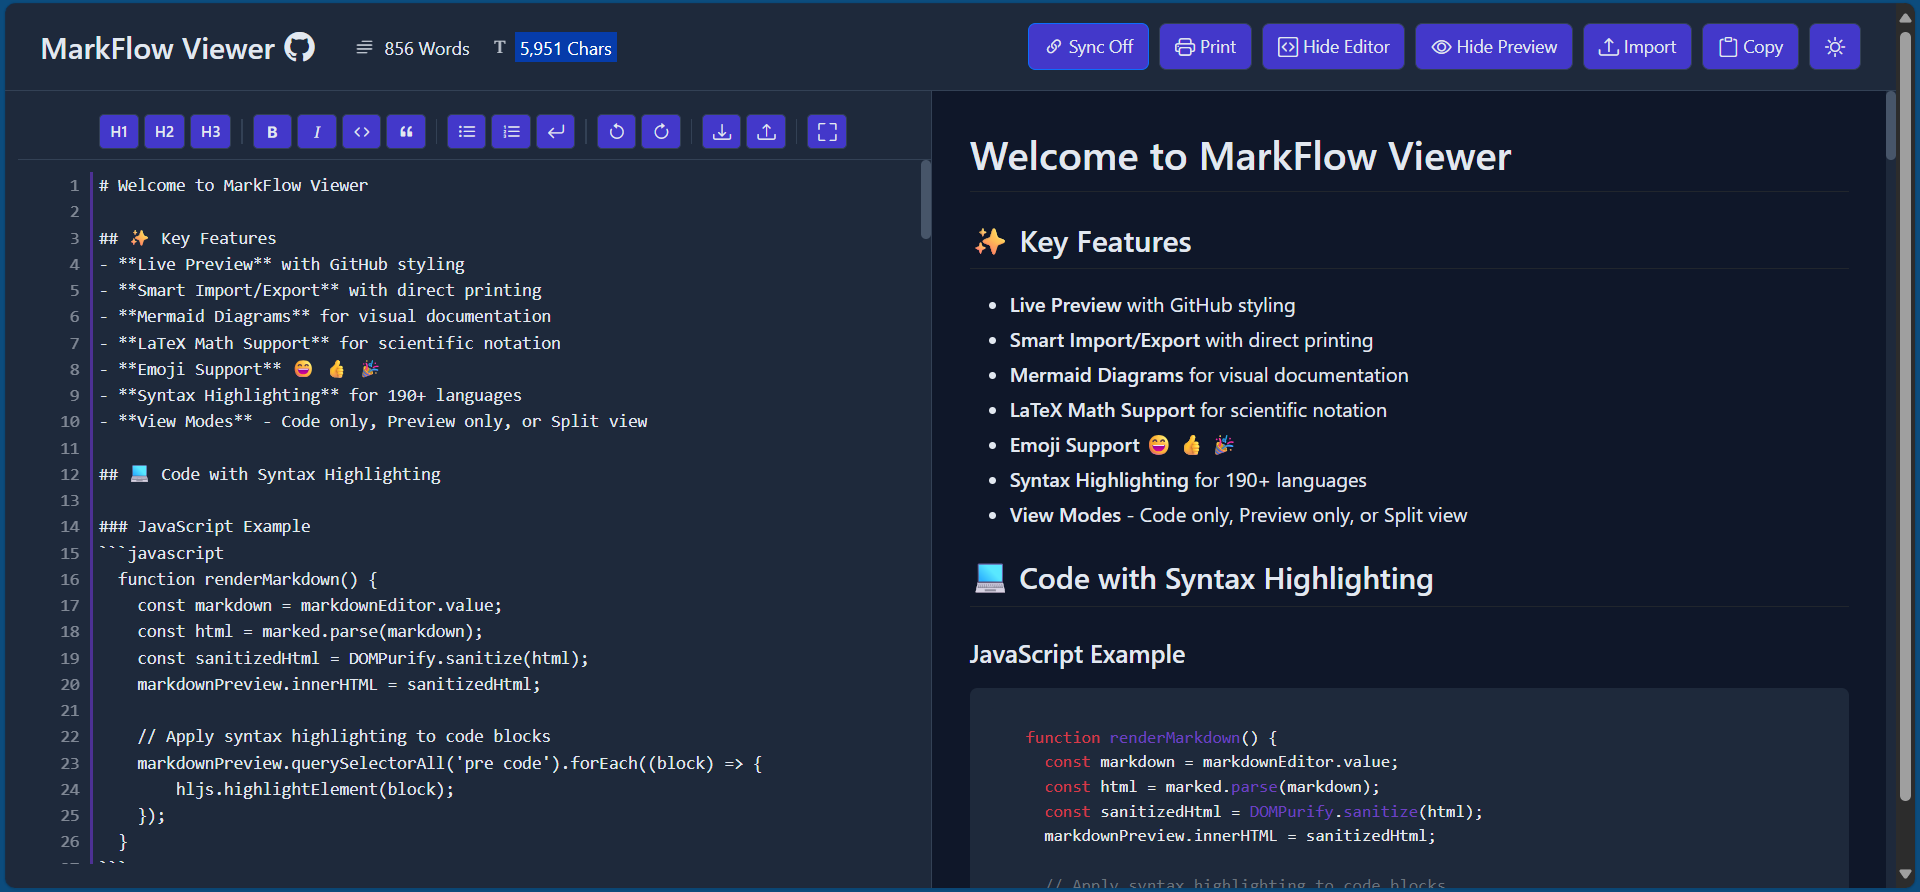 MarkFlow Viewer
856 Words
T 5,951 Chars
Sync Off
Print
Hide Editor
Hide Preview
Import
Copy
H1 H2 H3 B I <> “
1 # Welcome to MarkFlow Viewer
2
3 ## ✨ Key Features
4 - **Live Preview** with GitHub styling
5 - **Smart Import/Export** with direct printing
6 - **Mermaid Diagrams** for visual documentation
7 - **LaTeX Math Support** for scientific notation
8 - **Emoji Support** 😄 👍 🎉
9 - **Syntax Highlighting** for 190+ languages
10 - **View Modes** - Code only, Preview only, or Split view
11
12 ## 💻 Code with Syntax Highlighting
13
14 ### JavaScript Example
15 ```javascript
16   function renderMarkdown() {
17     const markdown = markdownEditor.value;
18     const html = marked.parse(markdown);
19     const sanitizedHtml = DOMPurify.sanitize(html);
20     markdownPreview.innerHTML = sanitizedHtml;
21
22     // Apply syntax highlighting to code blocks
23     markdownPreview.querySelectorAll('pre code').forEach((block) => {
24         hljs.highlightElement(block);
25     });
26   }
27 ```
Welcome to MarkFlow Viewer
✨ Key Features
• Live Preview with GitHub styling
• Smart Import/Export with direct printing
• Mermaid Diagrams for visual documentation
• LaTeX Math Support for scientific notation
• Emoji Support 😄 👍 🎉
• Syntax Highlighting for 190+ languages
• View Modes - Code only, Preview only, or Split view
💻 Code with Syntax Highlighting
JavaScript Example
function renderMarkdown() {
  const markdown = markdownEditor.value;
  const html = marked.parse(markdown);
  const sanitizedHtml = DOMPurify.sanitize(html);
  markdownPreview.innerHTML = sanitizedHtml;
  // Apply syntax highlighting to code blocks